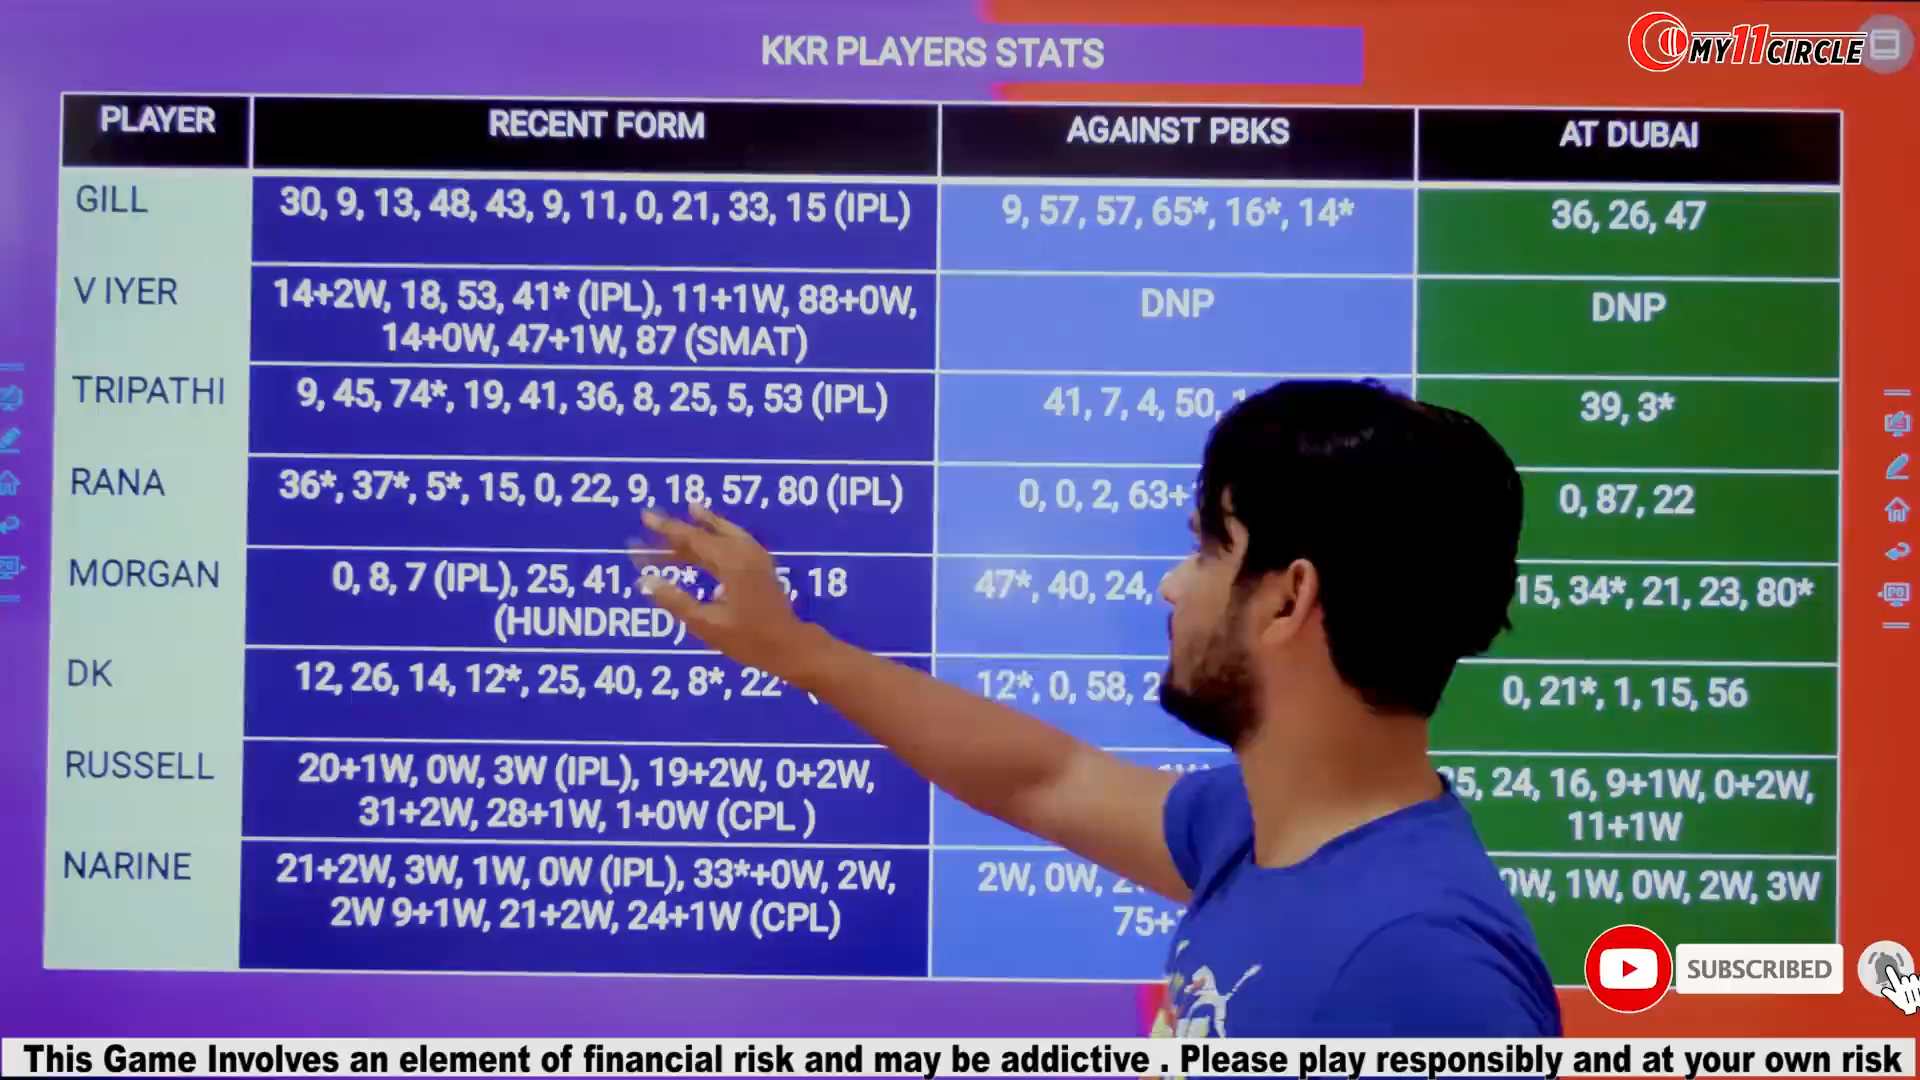 KKR PLAYERS STATS
MY11CIRCLE
PLAYER RECENT FORM AGAINST PBKS AT DUBAI
GILL 30, 9, 13, 48, 43, 9, 11, 0, 21, 33, 15 (IPL) 9, 57, 57, 65*, 16*, 14* 36, 26, 47
V IYER 14+2W, 18, 53, 41* (IPL), 11+1W, 88+0W, DNP DNP
14+0W, 47+1W, 87 (SMAT)
TRIPATHI 9, 45, 74*, 19, 41, 36, 8, 25, 5, 53 (IPL) 41, 7, 4, 50, 39, 3*
RANA 36*, 37*, 5*, 15, 0, 22, 9, 18, 57, 80 (IPL) 0, 0, 2, 63+ 0, 87, 22
MORGAN 0, 8, 7 (IPL), 25, 41, 18 47*, 40, 24, 15, 34*, 21, 23, 80*
(HUNDRED)
DK 12, 26, 14, 12*, 25, 40, 2, 8*, 22 12*, 0, 58, 0, 21*, 1, 15, 56
RUSSELL 20+1W, 0W, 3W (IPL), 19+2W, 0+2W, 24, 16, 9+1W, 0+2W,
31+2W, 28+1W, 1+0W (CPL ) 11+1W
NARINE 21+2W, 3W, 1W, 0W (IPL), 33*+0W, 2W, 2W, 0W, 1W, 0W, 2W, 3W
2W 9+1W, 21+2W, 24+1W (CPL) 75+
SUBSCRIBED
This Game Involves an element of financial risk and may be addictive . Please play responsibly and at your own risk